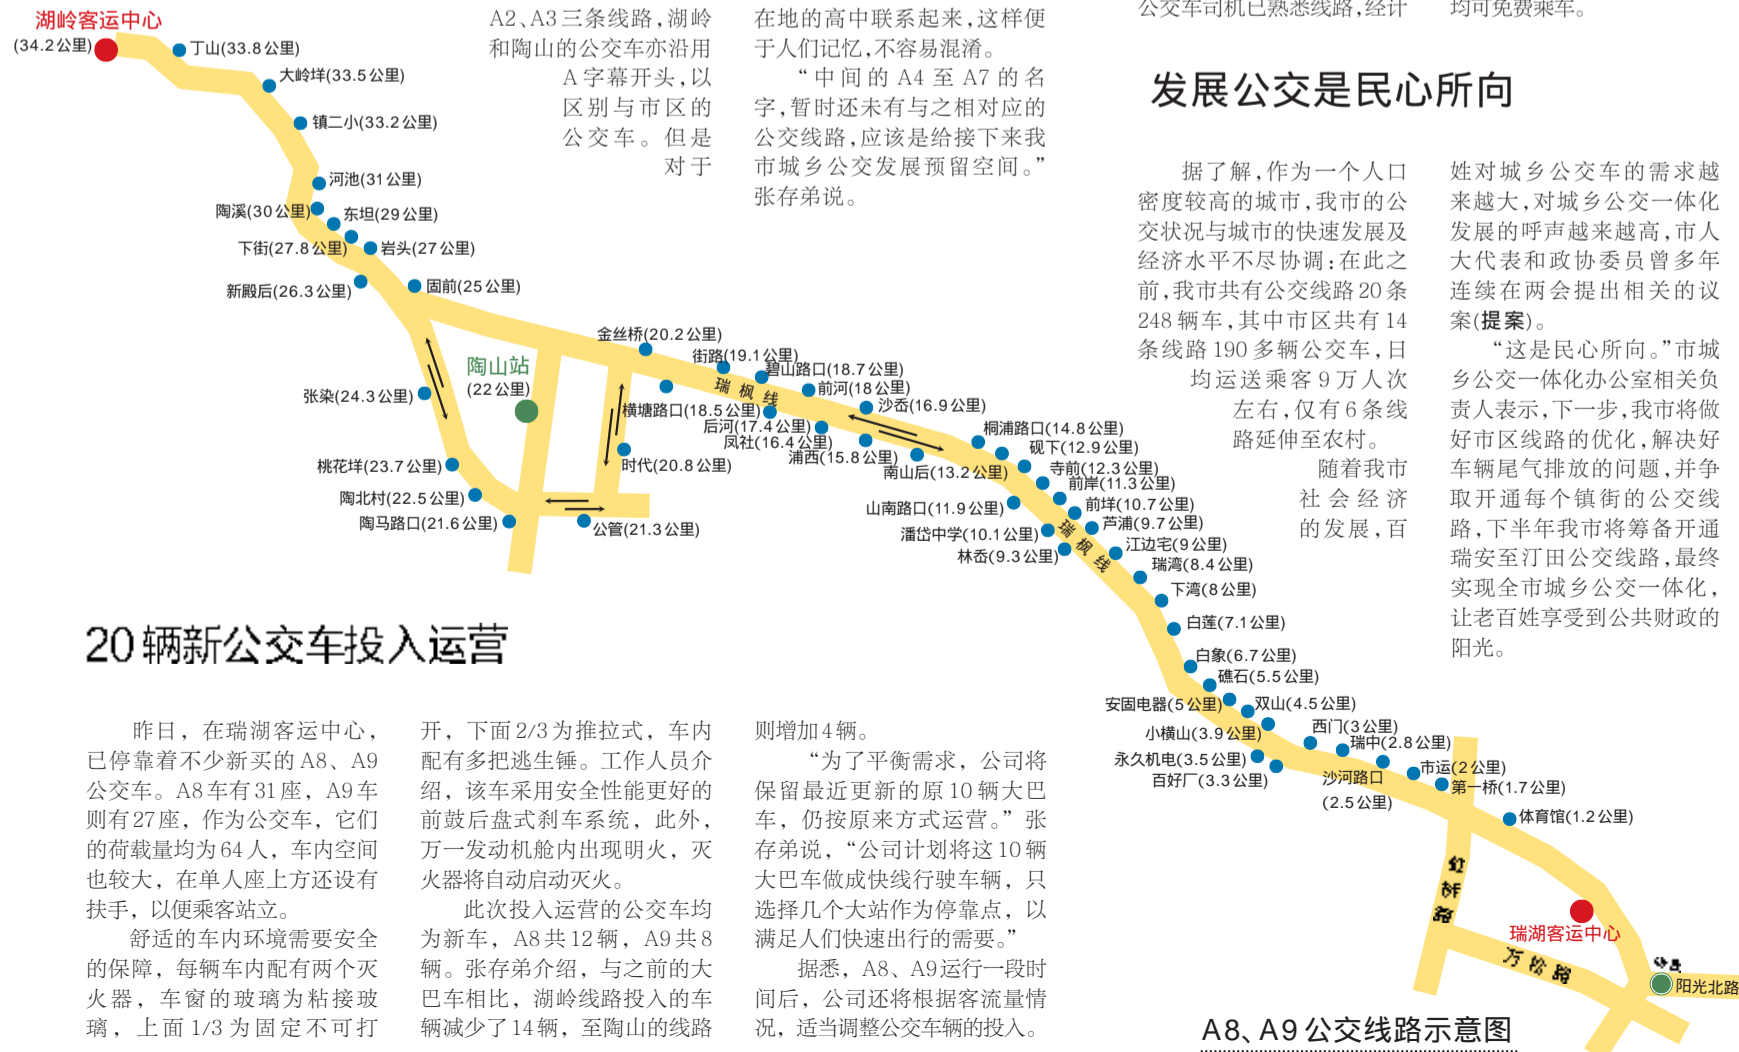 A2、A3三条线路,湖岭
和陶山的公交车亦沿用
A字幕开头,以
区别与市区的
公交车。但是
对于
在地的高中联系起来,这样便
于人们记忆,不容易混淆。
“中间的A4至A7的名
字,暂时还未有与之相对应的
公交线路,应该是给接下来我
市城乡公交发展预留空间。”
张存弟说。
公交车司机已熟悉线路,经计
均可免费乘车。
发展公交是民心所向
据了解,作为一个人口
密度较高的城市,我市的公
交状况与城市的快速发展及
经济水平不尽协调:在此之
前,我市共有公交线路20条
248辆车,其中市区共有14
条线路190多辆公交车,日
均运送乘客9万人次
左右,仅有6条线
路延伸至农村。
随着我市
社会经济
的发展,百
姓对城乡公交车的需求越
来越大,对城乡公交一体化
发展的呼声越来越高,市人
大代表和政协委员曾多年
连续在两会提出相关的议
案(提案)。
“这是民心所向。”市城
乡公交一体化办公室相关负
责人表示,下一步,我市将做
好市区线路的优化,解决好
车辆尾气排放的问题,并争
取开通每个镇街的公交线
路,下半年我市将筹备开通
瑞安至汀田公交线路,最终
实现全市城乡公交一体化,
让老百姓享受到公共财政的
阳光。
湖岭客运中心
(34.2公里)
丁山(33.8公里)
大岭垟(33.5公里)
镇二小(33.2公里)
河池(31公里)
陶溪(30公里)
东坦(29公里)
下街(27.8公里)
岩头(27公里)
新殿后(26.3公里)
固前(25公里)
陶山站
(22公里)
张染(24.3公里)
桃花垟(23.7公里)
陶北村(22.5公里)
陶马路口(21.6公里)
公管(21.3公里)
时代(20.8公里)
金丝桥(20.2公里)
街路(19.1公里)
碧山路口(18.7公里)
横塘路口(18.5公里)
瑞枫线
前河(18公里)
后河(17.4公里)
沙岙(16.9公里)
凤社(16.4公里)
浦西(15.8公里)
桐浦路口(14.8公里)
南山后(13.2公里)
砚下(12.9公里)
寺前(12.3公里)
山南路口(11.9公里)
前岸(11.3公里)
前垟(10.7公里)
潘岱中学(10.1公里)
瑞枫线
芦浦(9.7公里)
林岙(9.3公里)
江边宅(9公里)
瑞湾(8.4公里)
下湾(8公里)
白莲(7.1公里)
白象(6.7公里)
礁石(5.5公里)
安固电器(5公里)
双山(4.5公里)
小横山(3.9公里)
永久机电(3.5公里)
百好厂(3.3公里)
西门(3公里)
瑞中(2.8公里)
沙河路口
(2.5公里)
市运(2公里)
第一桥(1.7公里)
体育馆(1.2公里)
虹桥路
瑞湖客运中心
万松路
阳光北路
A8、A9公交线路示意图
20辆新公交车投入运营
昨日，在瑞湖客运中心，
已停靠着不少新买的A8、A9
公交车。A8车有31座，A9车
则有27座，作为公交车，它们
的荷载量均为64人，车内空间
也较大，在单人座上方还设有
扶手，以便乘客站立。
舒适的车内环境需要安全
的保障，每辆车内配有两个灭
火器，车窗的玻璃为粘接玻
璃，上面1/3为固定不可打
开，下面2/3为推拉式，车内
配有多把逃生锤。工作人员介
绍，该车采用安全性能更好的
前鼓后盘式刹车系统，此外，
万一发动机舱内出现明火，灭
火器将自动启动灭火。
此次投入运营的公交车均
为新车，A8共12辆，A9共8
辆。张存弟介绍，与之前的大
巴车相比，湖岭线路投入的车
辆减少了14辆，至陶山的线路
则增加4辆。
“为了平衡需求，公司将
保留最近更新的原10辆大巴
车，仍按原来方式运营。”张
存弟说，“公司计划将这10辆
大巴车做成快线行驶车辆，只
选择几个大站作为停靠点，以
满足人们快速出行的需要。”
据悉，A8、A9运行一段时
间后，公司还将根据客流量情
况，适当调整公交车辆的投入。